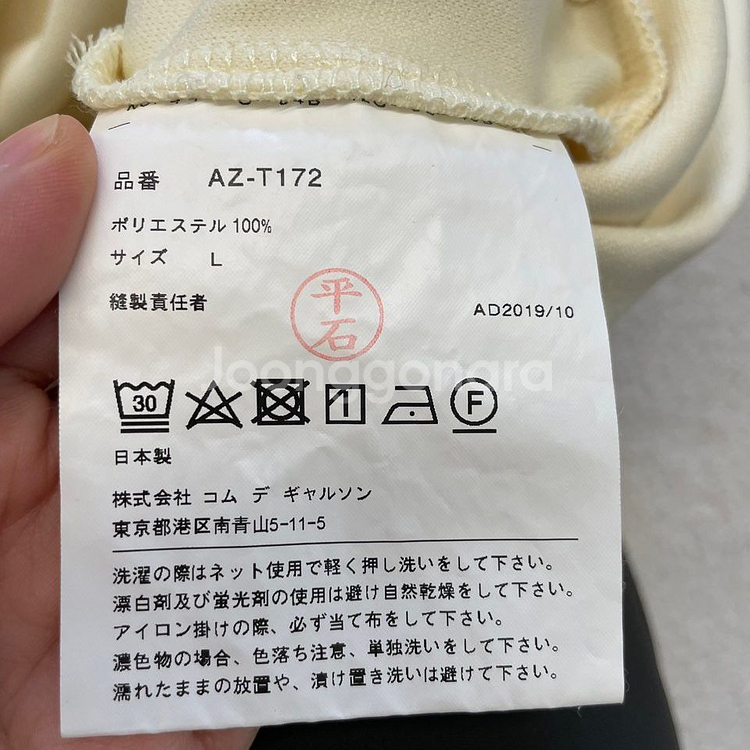 品番 AZ-T172
ポリエステル 100%
サイズ L
縫製責任者
平石
AD2019/10
Joonggonara
30
F
日本製
株式会社 コム デ ギャルソン
東京都港区南青山5-11-5
洗濯の際はネット使用で軽く押し洗いをして下さい。
漂白剤及び蛍光剤の使用は避け自然乾燥をして下さい。
アイロン掛けの際、必ず当て布をして下さい。
濃色物の場合、色落ち注意、単独洗いをして下さい。
濡れたままの放置や、漬け置き洗いは避けて下さい。